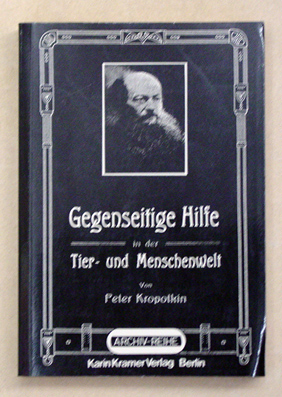 Gegenseitige Hilfe
in der
Tier- und Menschenwelt
Von
Peter Kropotkin
ARCHIV-REIHE
Karin Kramer Verlag Berlin